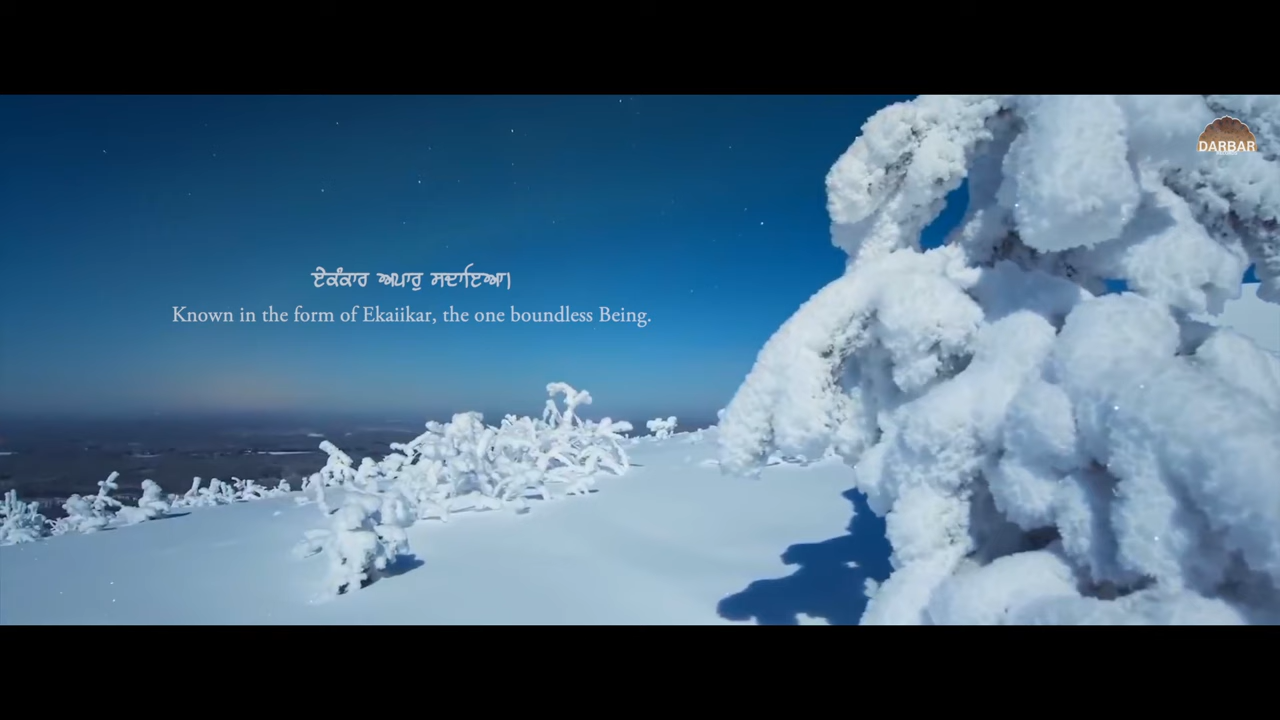 ਏਕੰਕਾਰ ਅਪਾਰੁ ਸਦਾਇਆ।
Known in the form of Ekaiikar, the one boundless Being.
DARBAR